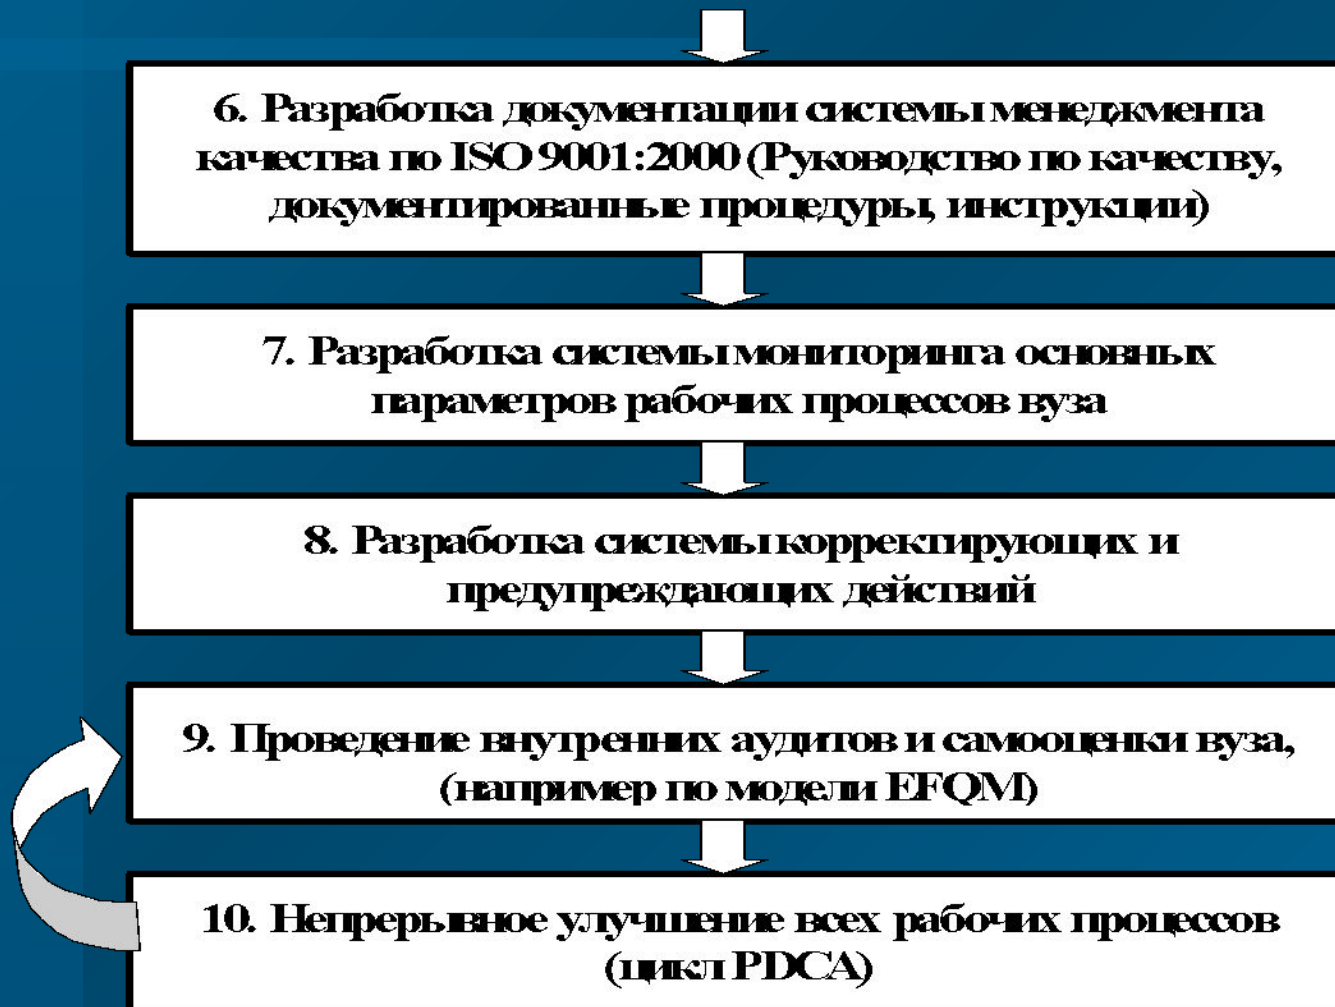 6. Разработка документации системы менеджмента
качества по ISO 9001:2000 (Руководство по качеству,
документированные процедуры, инструкции)
7. Разработка системы мониторинга основных
параметров рабочих процессов вуза
8. Разработка системы корректирующих и
предупреждающих действий
9. Проведение внутренних аудитов и самооценки вуза,
(например по модели EFQM)
10. Непрерывное улучшение всех рабочих процессов
(цикл PDCA)